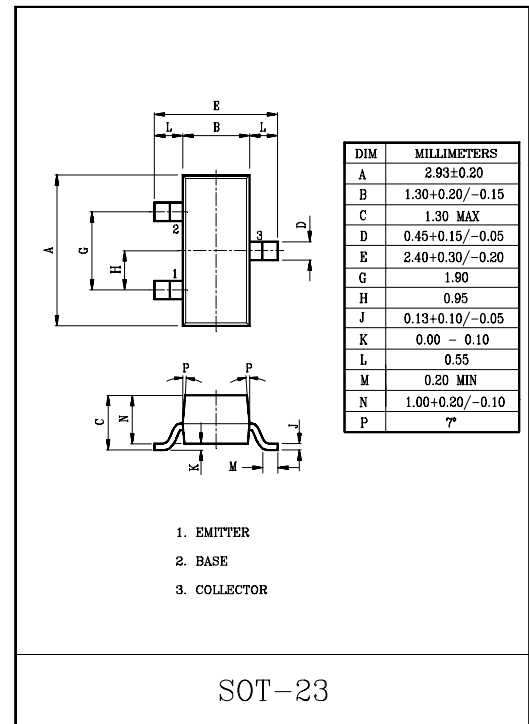 E
L B L
A
G
H
2
1
3
D
DIM MILLIMETERS
A 2.93±0.20
B 1.30+0.20/-0.15
C 1.30 MAX
D 0.45+0.15/-0.05
E 2.40+0.30/-0.20
G 1.90
H 0.95
J 0.13+0.10/-0.05
K 0.00 - 0.10
L 0.55
M 0.20 MIN
N 1.00+0.20/-0.10
P 7°
P P
C
N
K
M
J
1. EMITTER
2. BASE
3. COLLECTOR
SOT-23